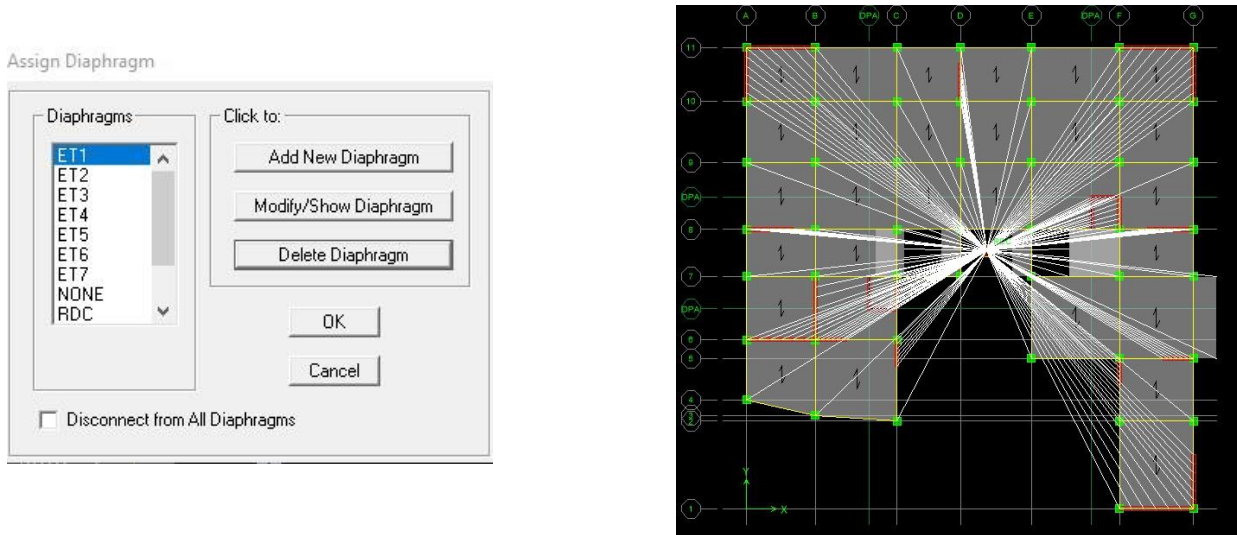 Assign Diaphragm
Diaphragms
ET1
ET2
ET3
ET4
ET5
ET6
ET7
NONE
RDC
Click to:
Add New Diaphragm
Modify/Show Diaphragm
Delete Diaphragm
OK
Cancel
Disconnect from All Diaphragms
A B DPA C D E DPA F G
11
10
9
DPA
8
7
DPA
6
5
4
2
1
Y
X